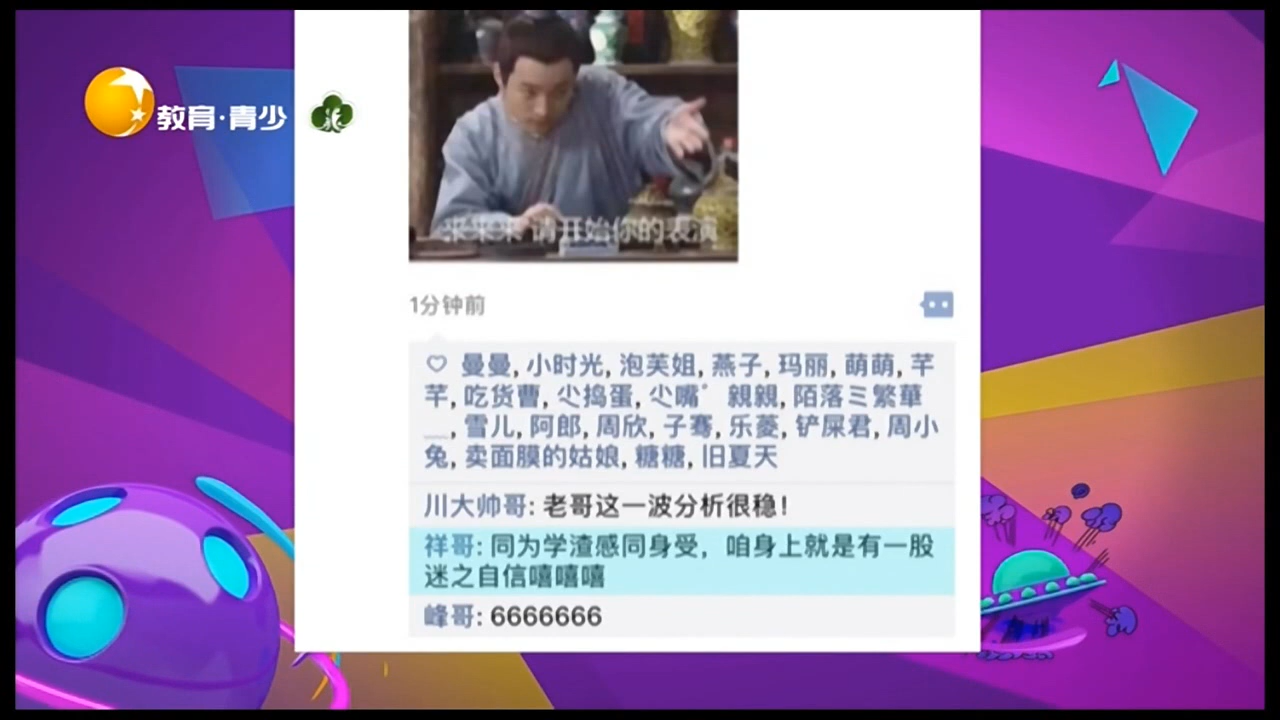 教育·青少
来来来 请开始你的表演
1分钟前
曼曼, 小时光, 泡芙姐, 燕子, 玛丽, 萌萌, 芊
芊, 吃货曹, 尐捣蛋, 尐嘴゛親親, 陌落ミ繁華
__, 雪儿, 阿郎, 周欣, 子骞, 乐菱, 铲屎君, 周小
兔, 卖面膜的姑娘, 糖糖, 旧夏天
川大帅哥: 老哥这一波分析很稳!
祥哥: 同为学渣感同身受，咱身上就是有一股
迷之自信嘻嘻嘻
峰哥: 6666666